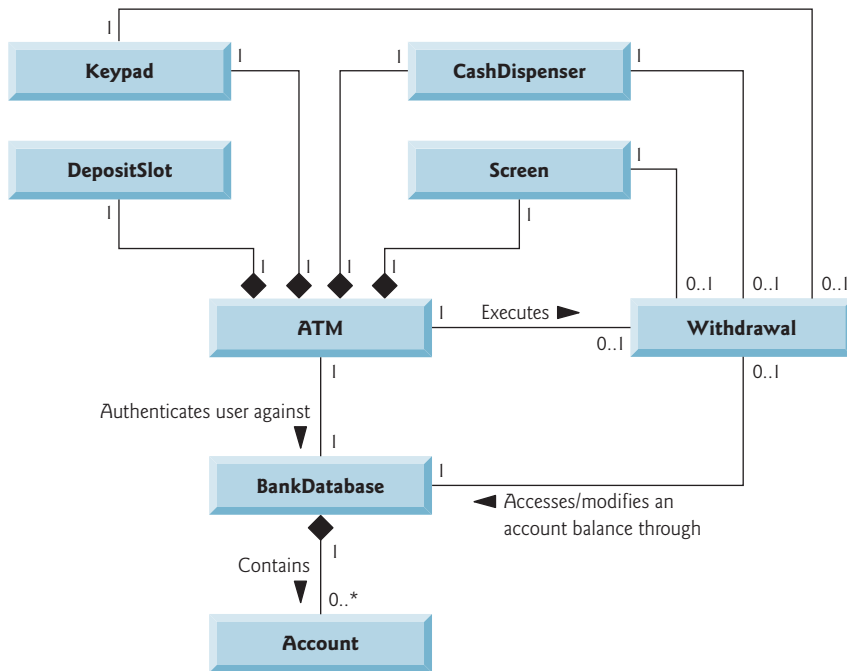 1
1
1
1
Keypad
CashDispenser
DepositSlot
Screen
1
1
1
1
1
1
1
0..1
0..1
0..1
ATM
1
Executes
0..1
Withdrawal
1
0..1
Authenticates user against
1
1
BankDatabase
Accesses/modifies an
account balance through
1
Contains
0..*
Account